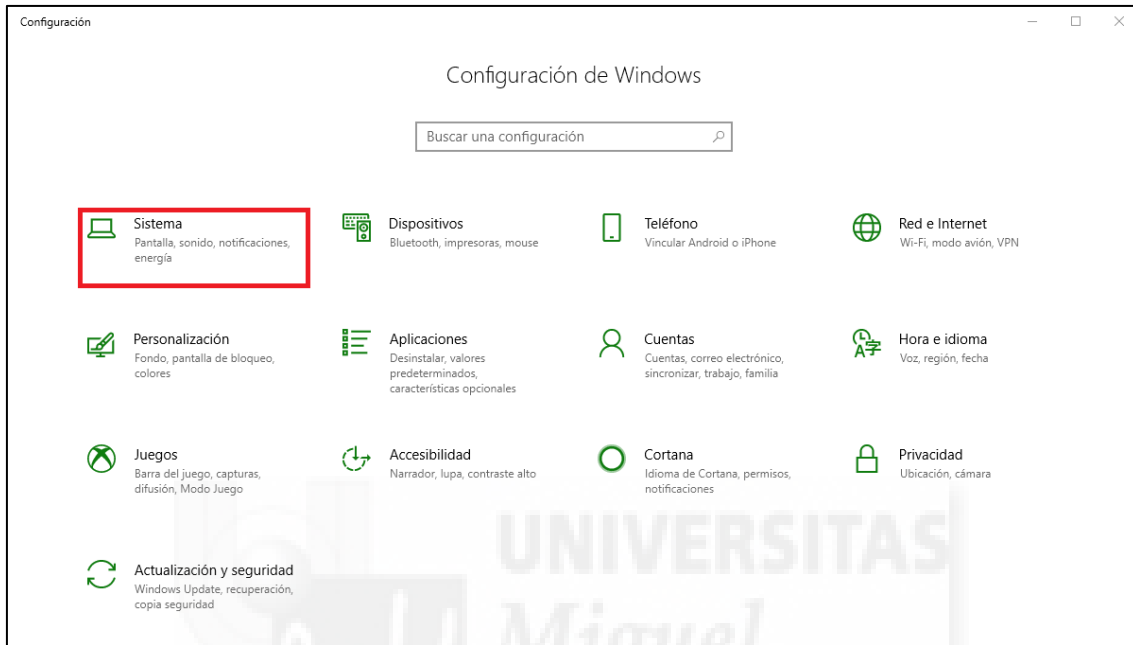 Configuración
Configuración de Windows
Buscar una configuración
Sistema
Pantalla, sonido, notificaciones,
energía
Dispositivos
Bluetooth, impresoras, mouse
Teléfono
Vincular Android o iPhone
Red e Internet
Wi-Fi, modo avión, VPN
Personalización
Fondo, pantalla de bloqueo,
colores
Aplicaciones
Desinstalar, valores
predeterminados,
características opcionales
Cuentas
Cuentas, correo electrónico,
sincronizar, trabajo, familia
Hora e idioma
Voz, región, fecha
Juegos
Barra del juego, capturas,
difusión, Modo Juego
Accesibilidad
Narrador, lupa, contraste alto
Cortana
Idioma de Cortana, permisos,
notificaciones
Privacidad
Ubicación, cámara
Actualización y seguridad
Windows Update, recuperación,
copia seguridad
UNIVERSITAS
Miguel